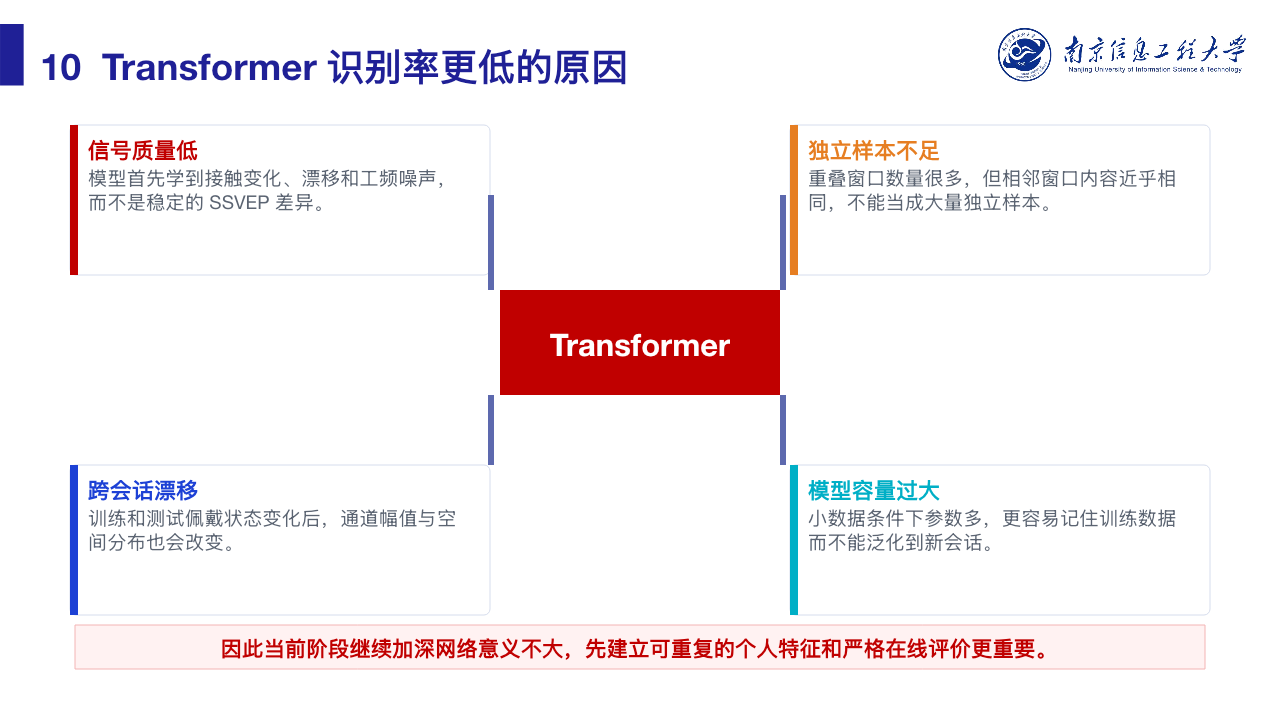 10 Transformer 识别率更低的原因
南京信息工程大学
Nanjing University of Information Science & Technology
信号质量低
模型首先学到接触变化、漂移和工频噪声，
而不是稳定的 SSVEP 差异。
独立样本不足
重叠窗口数量很多，但相邻窗口内容近乎相
同，不能当成大量独立样本。
Transformer
跨会话漂移
训练和测试佩戴状态变化后，通道幅值与空
间分布也会改变。
模型容量过大
小数据条件下参数多，更容易记住训练数据
而不能泛化到新会话。
因此当前阶段继续加深网络意义不大，先建立可重复的个人特征和严格在线评价更重要。